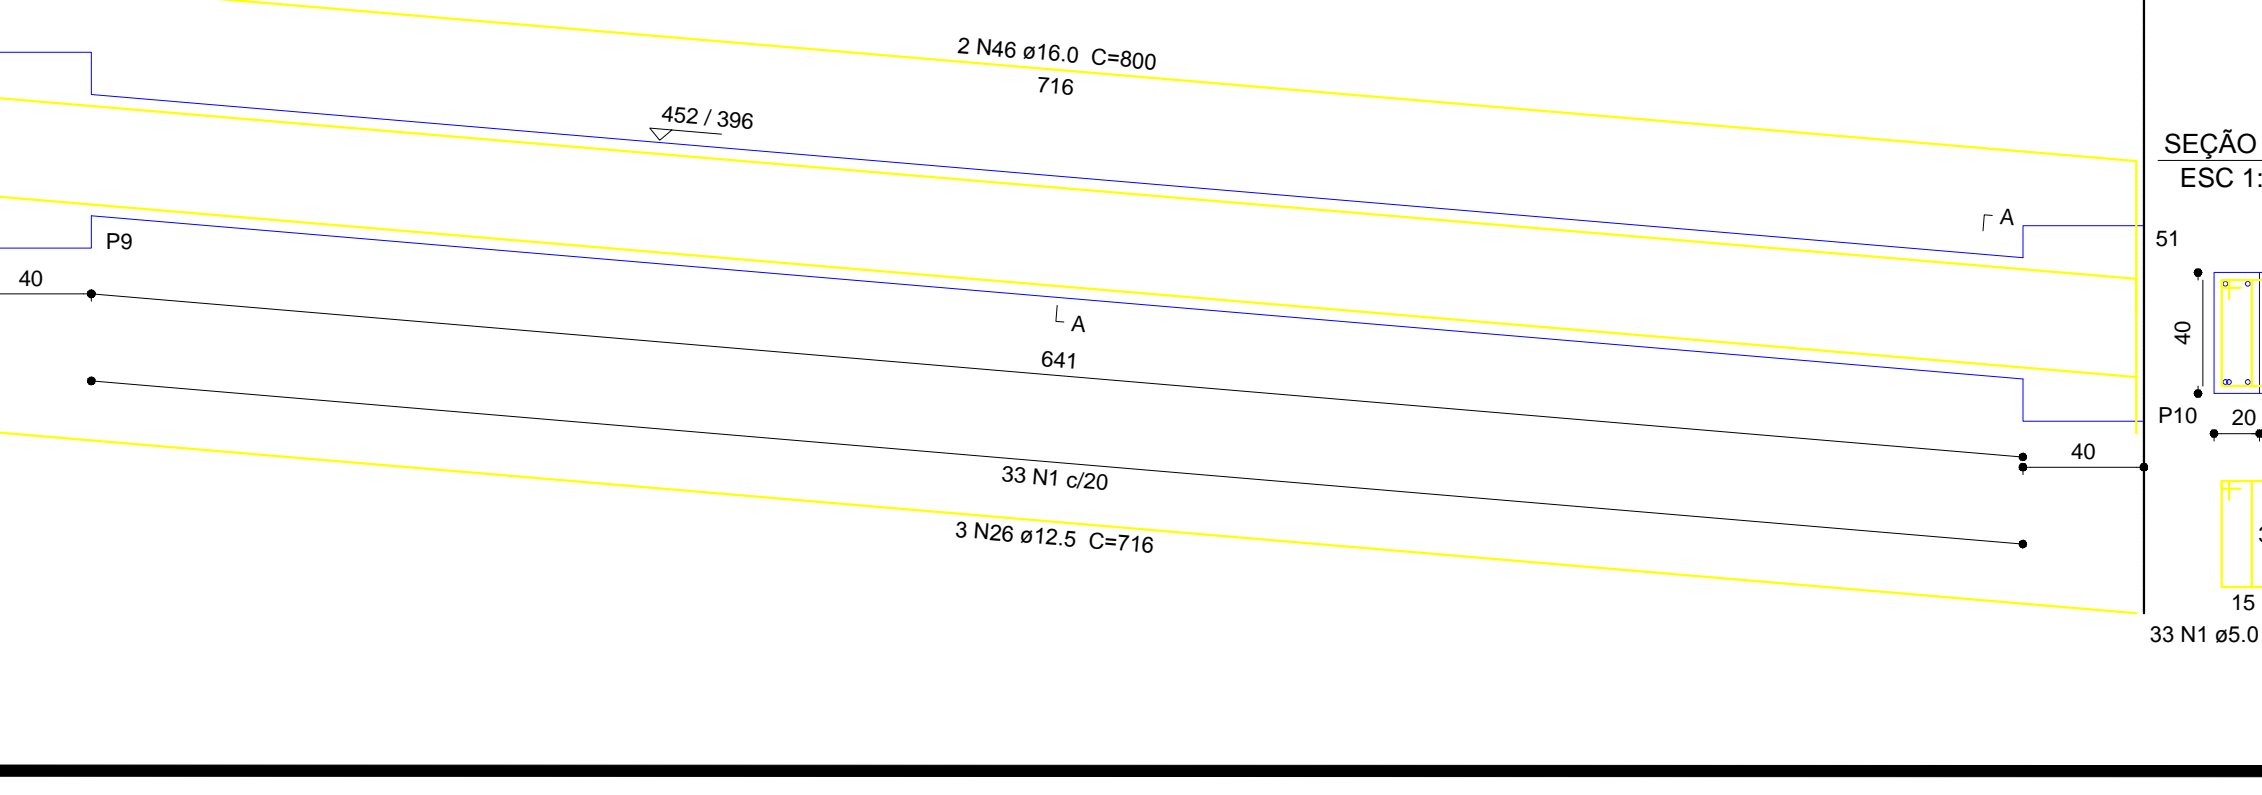 2 N46 ø16.0 C=800
716
452 / 396
SEÇÃO
ESC 1:
A
51
P9
40
A
641
40
P10
20
40
33 N1 c/20
3 N26 ø12.5 C=716
15
33 N1 ø5.0